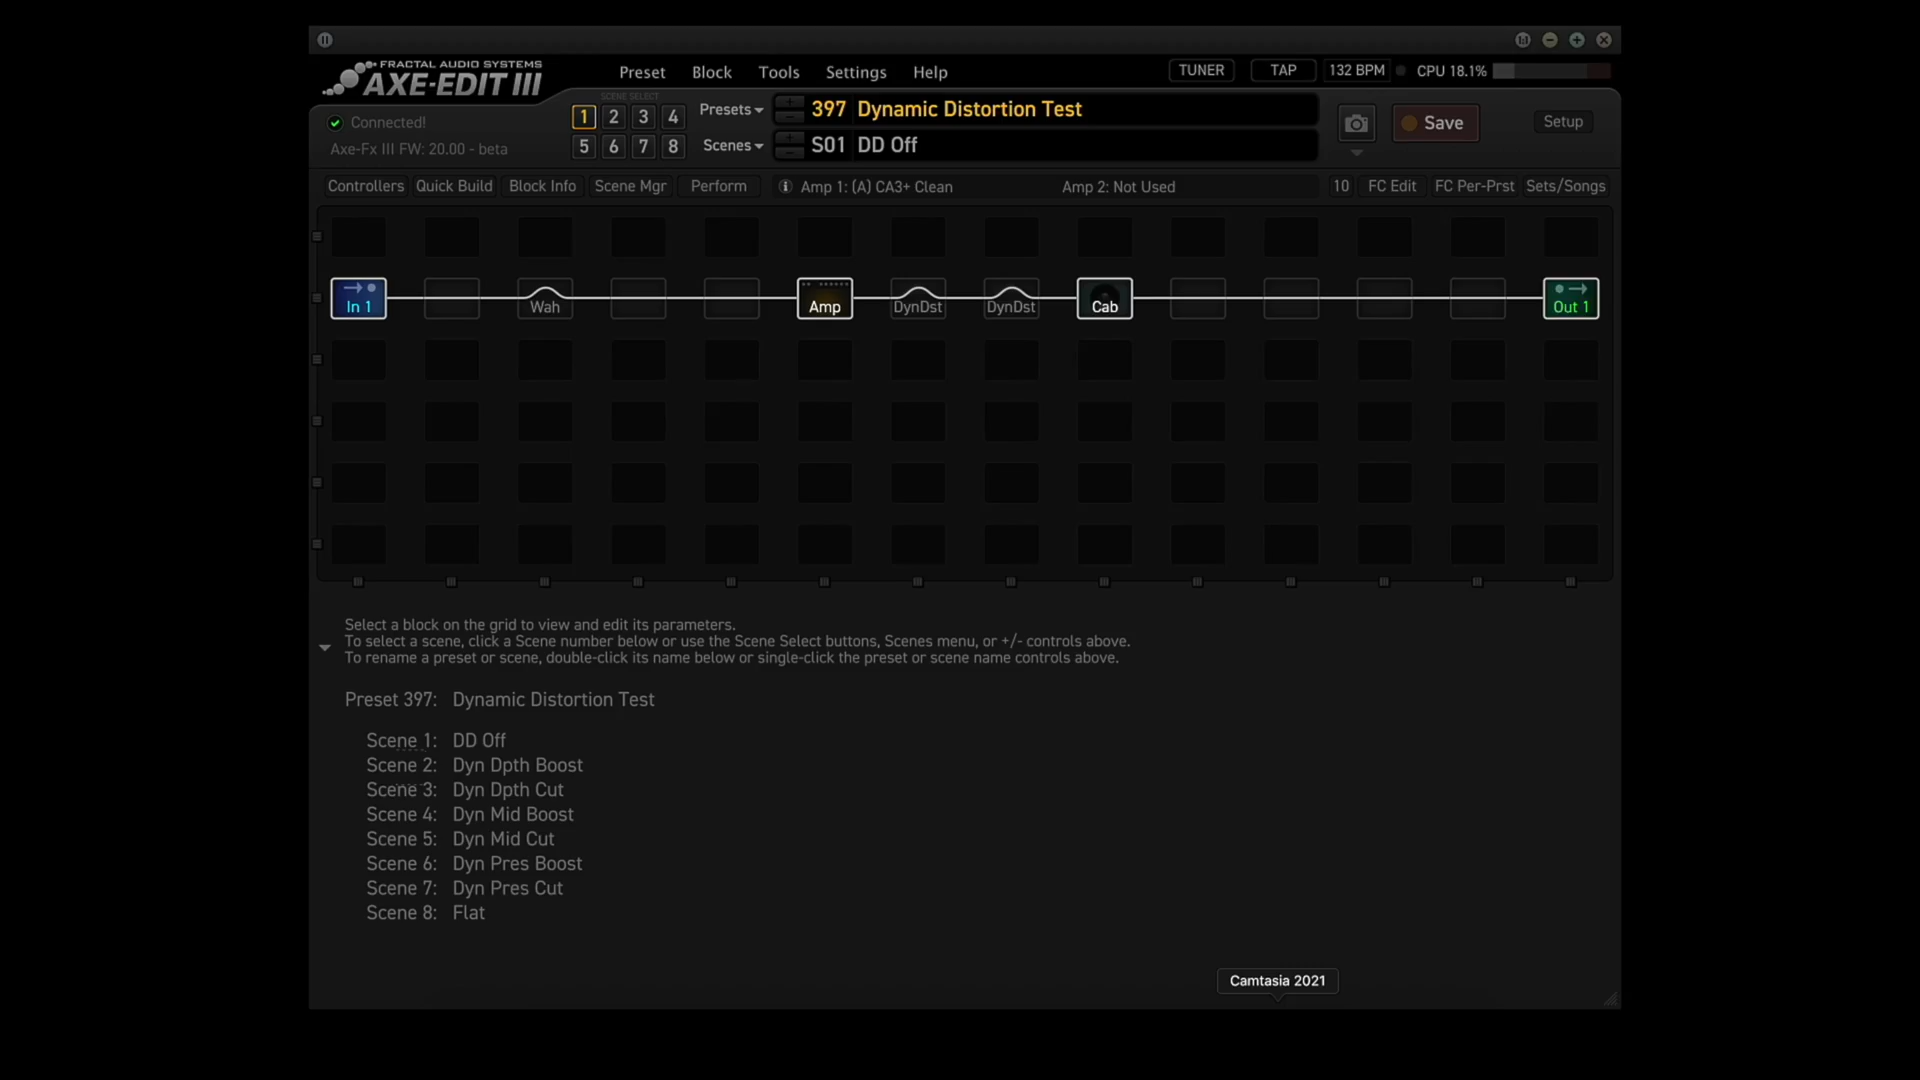 FRACTAL AUDIO SYSTEMS
AXE-EDIT III
Preset Block Tools Settings Help
TUNER TAP 132 BPM CPU 18.1%
SCENE SELECT
1 2 3 4
5 6 7 8
Connected!
Axe-Fx III FW: 20.00 - beta
Presets 397 Dynamic Distortion Test
Scenes S01 DD Off
Save
Setup
Controllers Quick Build Block Info Scene Mgr Perform
Amp 1: (A) CA3+ Clean Amp 2: Not Used
10 FC Edit FC Per-Prst Sets/Songs
In 1 Wah Amp DynDst DynDst Cab Out 1
Select a block on the grid to view and edit its parameters.
To select a scene, click a Scene number below or use the Scene Select buttons, Scenes menu, or +/- controls above.
To rename a preset or scene, double-click its name below or single-click the preset or scene name controls above.
Preset 397: Dynamic Distortion Test
Scene 1: DD Off
Scene 2: Dyn Dpth Boost
Scene 3: Dyn Dpth Cut
Scene 4: Dyn Mid Boost
Scene 5: Dyn Mid Cut
Scene 6: Dyn Pres Boost
Scene 7: Dyn Pres Cut
Scene 8: Flat
Camtasia 2021